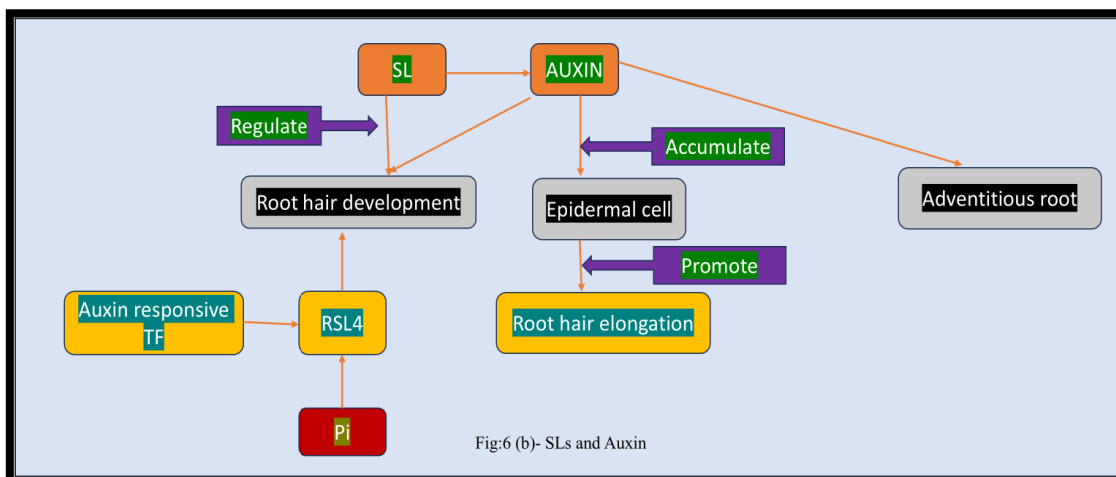 SL
AUXIN
Regulate
Accumulate
Root hair development
Epidermal cell
Adventitious root
Promote
Auxin responsive
TF
RSL4
Root hair elongation
Pi
Fig:6 (b)- SLs and Auxin